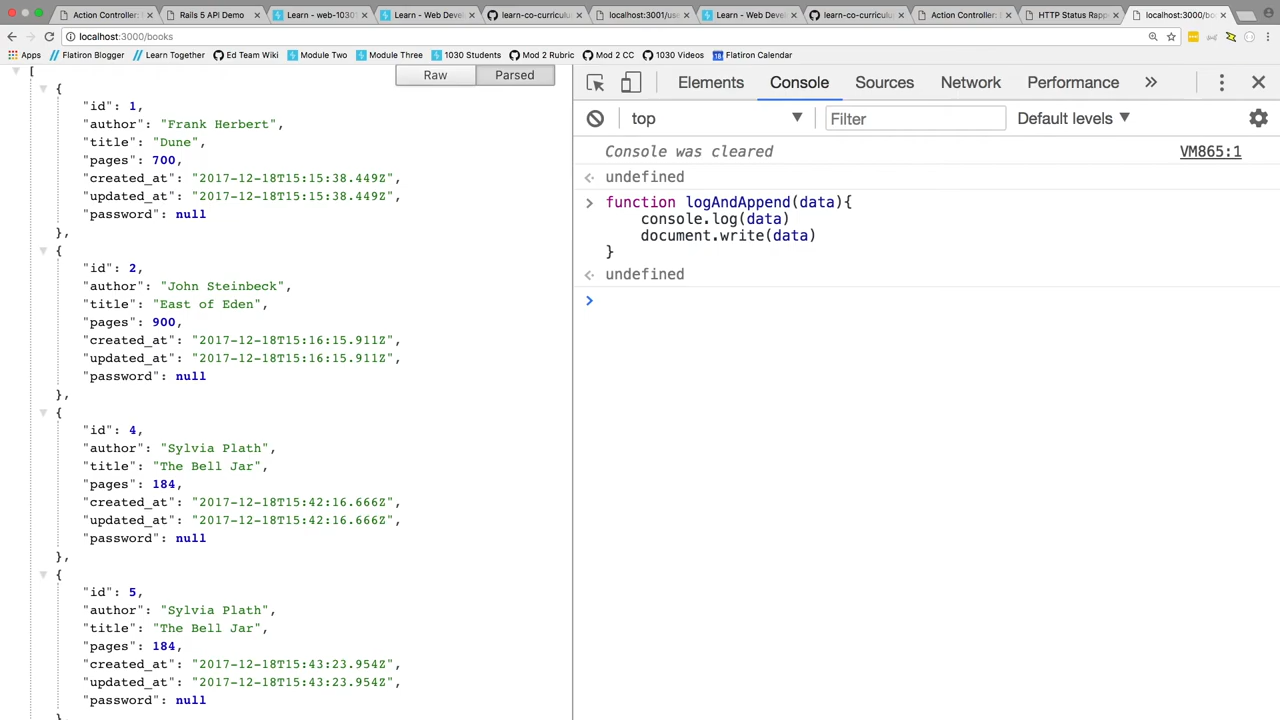 Action Controller:
Rails 5 API Demo
Learn - web-1030
Learn - Web Deve
learn-co-curriculu
localhost:3001/use
Learn - Web Deve
learn-co-curriculu
Action Controller: E
HTTP Status Rapp
localhost:3000/boo
localhost:3000/books
Apps
Flatiron Blogger
Learn Together
Ed Team Wiki
Module Two
Module Three
1030 Students
Mod 2 Rubric
Mod 2 CC
1030 Videos
Flatiron Calendar
Raw
Parsed
[
{
"id": 1,
"author": "Frank Herbert",
"title": "Dune",
"pages": 700,
"created_at": "2017-12-18T15:15:38.449Z",
"updated_at": "2017-12-18T15:15:38.449Z",
"password": null
},
{
"id": 2,
"author": "John Steinbeck",
"title": "East of Eden",
"pages": 900,
"created_at": "2017-12-18T15:16:15.911Z",
"updated_at": "2017-12-18T15:16:15.911Z",
"password": null
},
{
"id": 4,
"author": "Sylvia Plath",
"title": "The Bell Jar",
"pages": 184,
"created_at": "2017-12-18T15:42:16.666Z",
"updated_at": "2017-12-18T15:42:16.666Z",
"password": null
},
{
"id": 5,
"author": "Sylvia Plath",
"title": "The Bell Jar",
"pages": 184,
"created_at": "2017-12-18T15:43:23.954Z",
"updated_at": "2017-12-18T15:43:23.954Z",
"password": null
},
Elements
Console
Sources
Network
Performance
top
Filter
Default levels
Console was cleared
VM865:1
undefined
function logAndAppend(data){
console.log(data)
document.write(data)
}
undefined